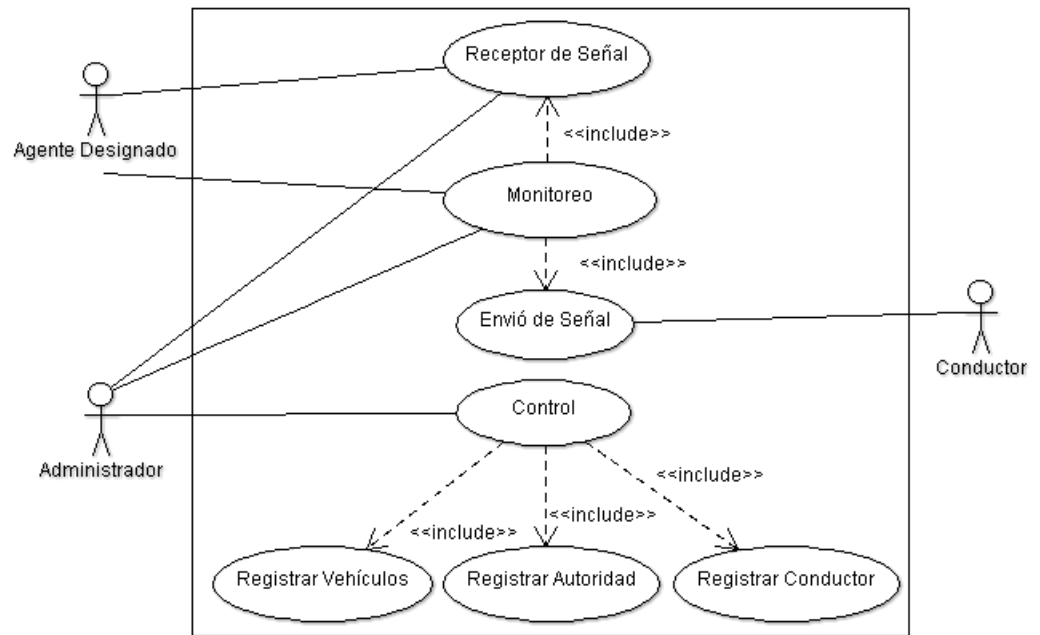 Receptor de Señal
Agente Designado
<<include>>
Monitoreo
<<include>>
Envió de Señal
Conductor
Control
Administrador
<<include>>
<<include>>
<<include>>
Registrar Vehículos
Registrar Autoridad
Registrar Conductor